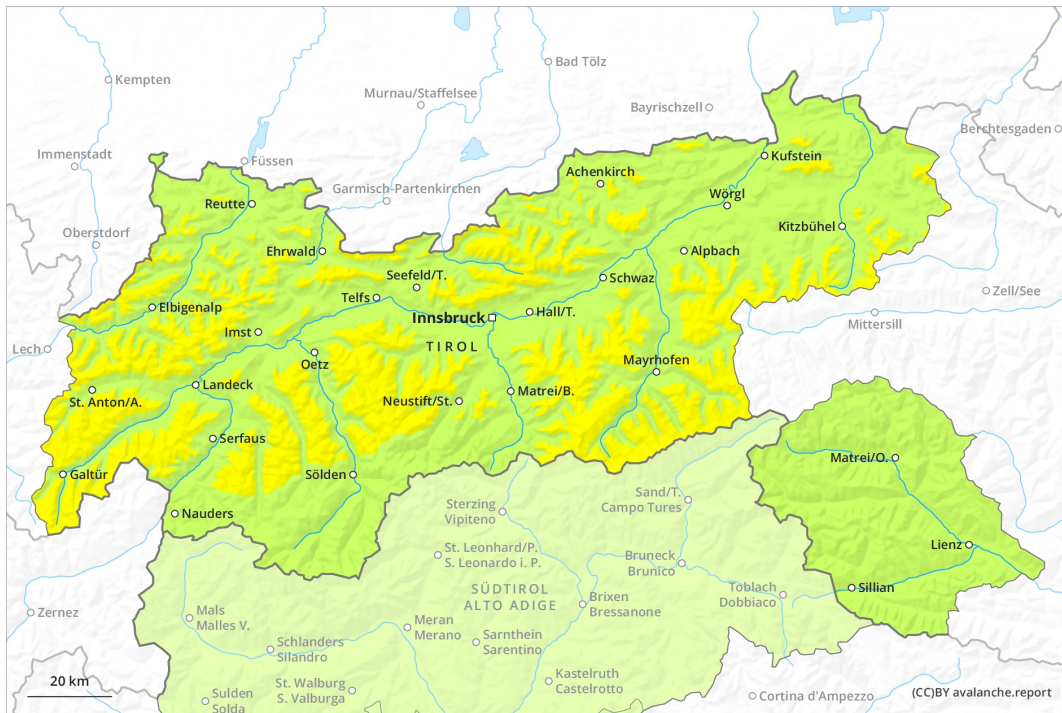 Kempten
Bad Tölz
Murnau/Staffelsee
Bayrischzell
Berchtesgaden
Immenstadt
Füssen
Achenkirch
Kufstein
Garmisch-Partenkirchen
Reutte
Wörgl
Oberstdorf
Kitzbühel
Ehrwald
Alpbach
Seefeld/T.
Schwaz
Telfs
Zell/See
Elbigenalp
Innsbruck
Hall/T.
Mittersill
Imst
TIROL
Lech
Oetz
Mayrhofen
Landeck
St. Anton/A.
Neustift/St.
Matrei/B.
Serfaus
Matrei/O.
Galtür
Sölden
Sterzing
Vipiteno
Sand/T.
Campo Tures
Nauders
St. Leonhard/P.
S. Leonardo i. P.
Bruneck
Brunico
Lienz
SÜDTIROL
ALTO ADIGE
Sillian
Toblach
Dobbiaco
Brixen
Bressanone
Zernez
Mals
Malles V.
Meran
Merano
Sarnthein
Sarentino
Schlanders
Silandro
Kastelruth
Castelrotto
St. Walburg
S. Valburga
20 km
Sulden
Solda
Cortina d'Ampezzo
(CC)BY avalanche.report